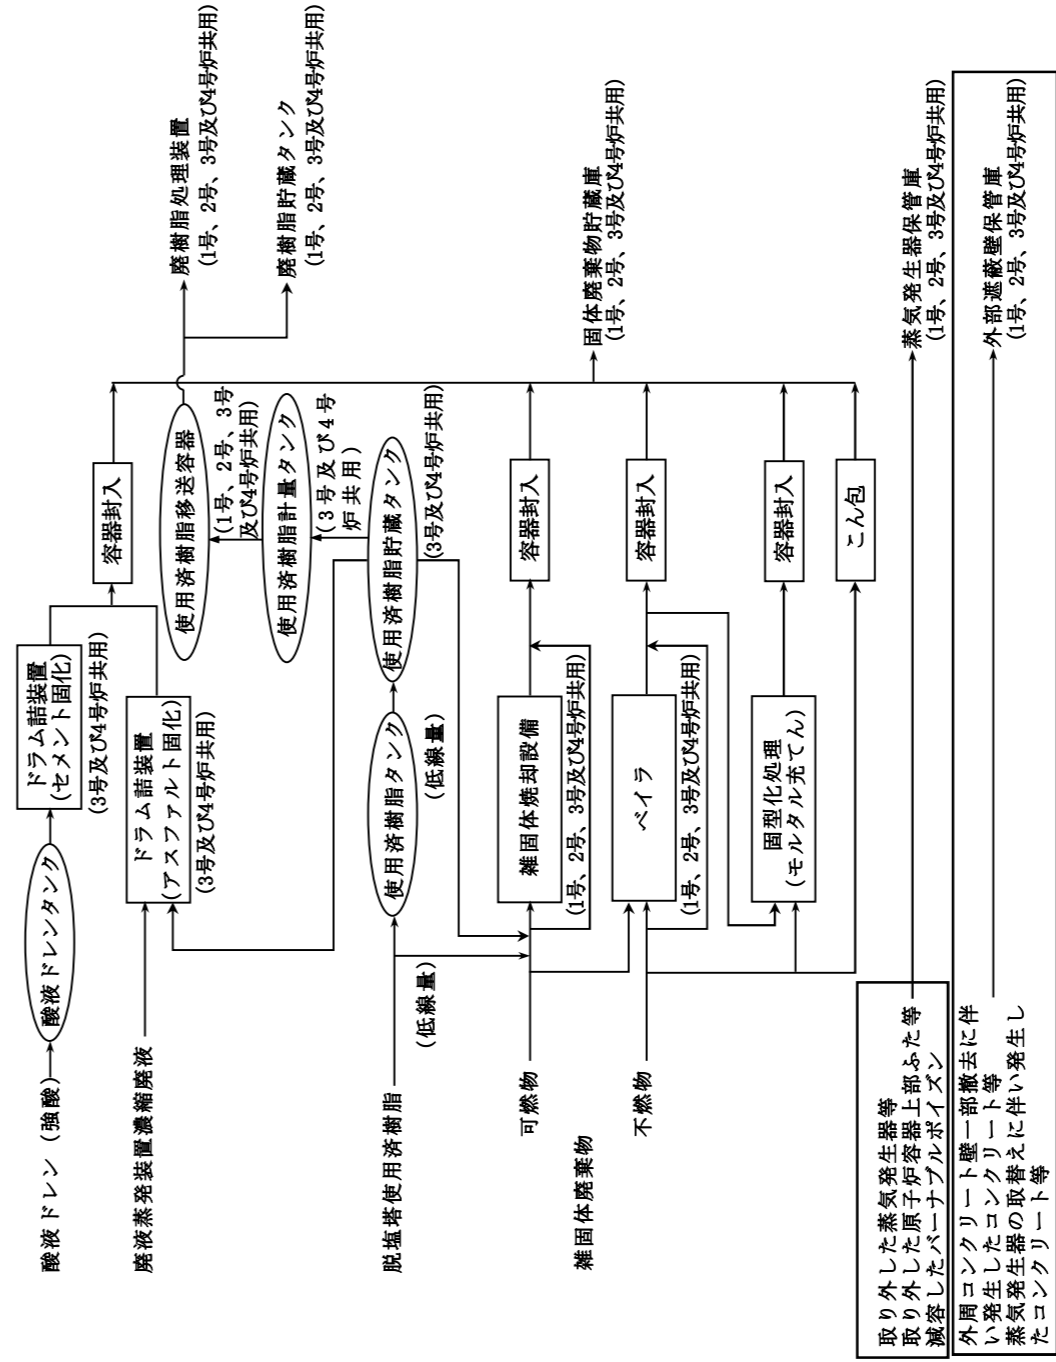 酸液ドレン(強酸)
酸液ドレンタンク
ドラム詰装置
(セメント固化)
(3号及び4号炉共用)
容器封入
廃液蒸発装置濃縮廃液
ドラム詰装置
(アスファルト固化)
(3号及び4号炉共用)
使用済樹脂移送容器
(1号、2号、3号
及び4号炉共用)
廃樹脂処理装置
(1号、2号、3号及び4号炉共用)
使用済樹脂計量タンク
(3号及び4号
炉共用)
廃樹脂貯蔵タンク
(1号、2号、3号及び4号炉共用)
脱塩塔使用済樹脂
(低線量)
使用済樹脂タンク
(低線量)
使用済樹脂貯蔵タンク
(3号及び4号炉共用)
雑固体廃棄物
可燃物
雑固体焼却設備
(1号、2号、3号及び4号炉共用)
容器封入
固体廃棄物貯蔵庫
(1号、2号、3号及び4号炉共用)
不燃物
ベイラ
(1号、2号、3号及び4号炉共用)
容器封入
固型化処理
(モルタル充てん)
容器封入
こん包
取り外した蒸気発生器等
取り外した原子炉容器上部ふた等
減容したバーナブルポイズン
蒸気発生器保管庫
(1号、2号、3号及び4号炉共用)
外周コンクリート壁一部撤去に伴
い発生したコンクリート等
蒸気発生器の取替えに伴い発生し
たコンクリート等
外部遮蔽壁保管庫
(1号、2号、3号及び4号炉共用)